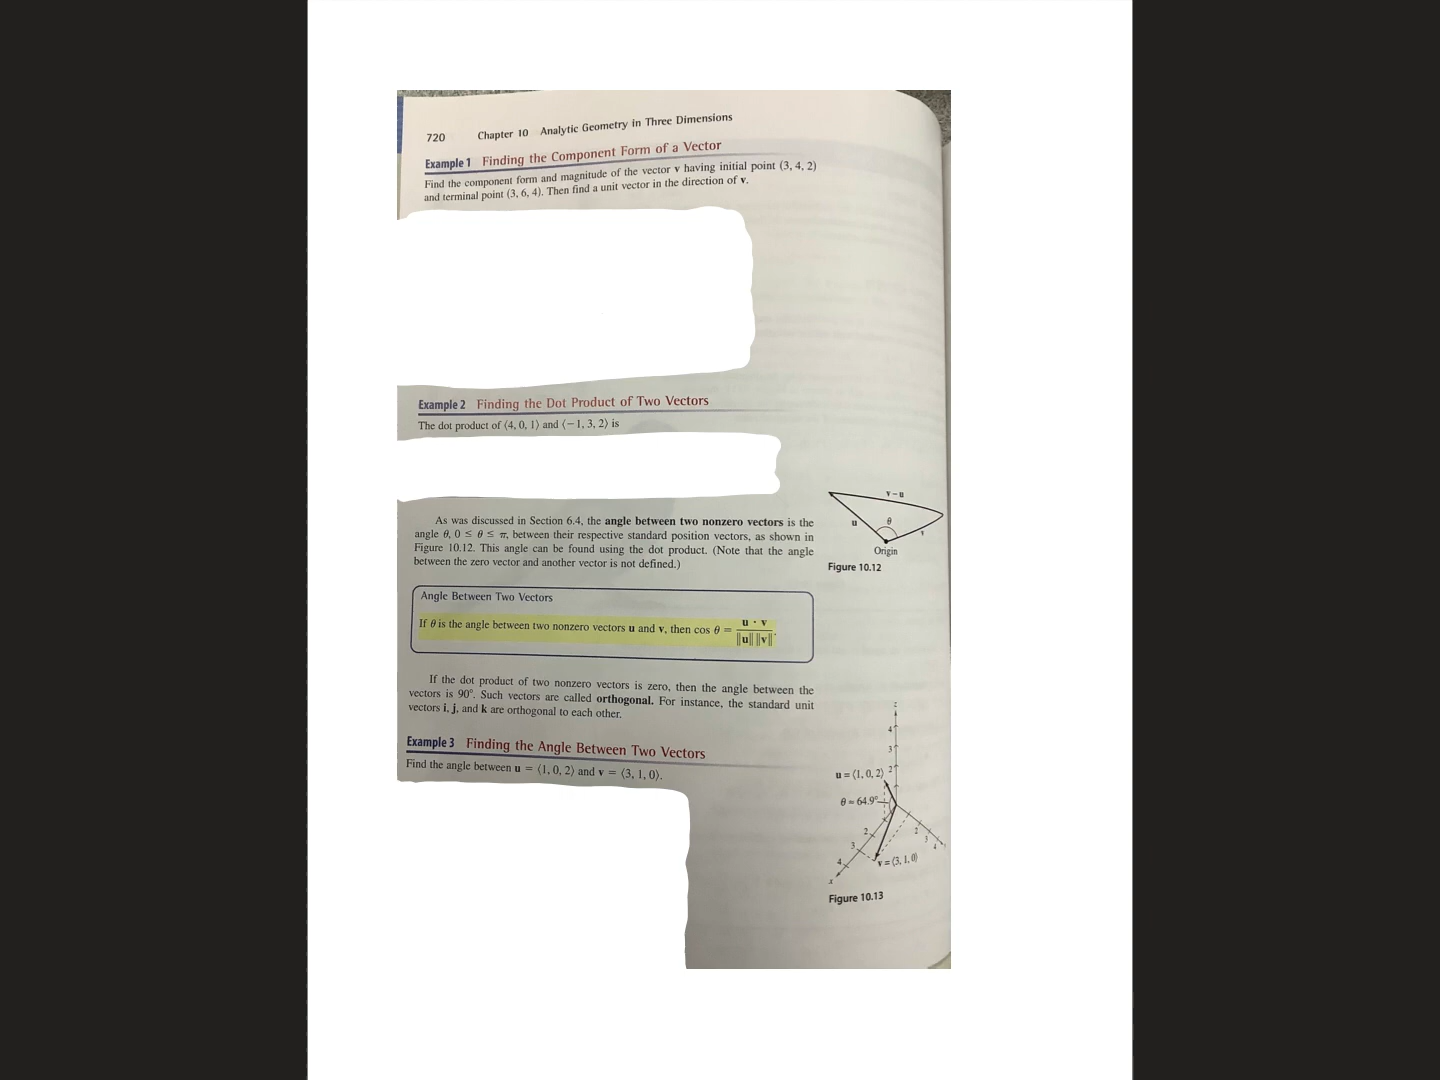 720 Chapter 10 Analytic Geometry in Three Dimensions
Example 1 Finding the Component Form of a Vector
Find the component form and magnitude of the vector v having initial point (3, 4, 2)
and terminal point (3, 6, 4). Then find a unit vector in the direction of v.
Example 2 Finding the Dot Product of Two Vectors
The dot product of ⟨4, 0, 1⟩ and ⟨−1, 3, 2⟩ is
As was discussed in Section 6.4, the angle between two nonzero vectors is the
angle θ, 0 ≤ θ ≤ π, between their respective standard position vectors, as shown in
Figure 10.12. This angle can be found using the dot product. (Note that the angle
between the zero vector and another vector is not defined.)
v − u
u
θ
v
Origin
Figure 10.12
Angle Between Two Vectors
If θ is the angle between two nonzero vectors u and v, then cos θ = u · v / ‖u‖ ‖v‖.
If the dot product of two nonzero vectors is zero, then the angle between the
vectors is 90°. Such vectors are called orthogonal. For instance, the standard unit
vectors i, j, and k are orthogonal to each other.
Example 3 Finding the Angle Between Two Vectors
Find the angle between u = ⟨1, 0, 2⟩ and v = ⟨3, 1, 0⟩.
z
4
3
2
u = ⟨1, 0, 2⟩
θ ≈ 64.9°
2
3
4
2
3
4
x
v = ⟨3, 1, 0⟩
Figure 10.13